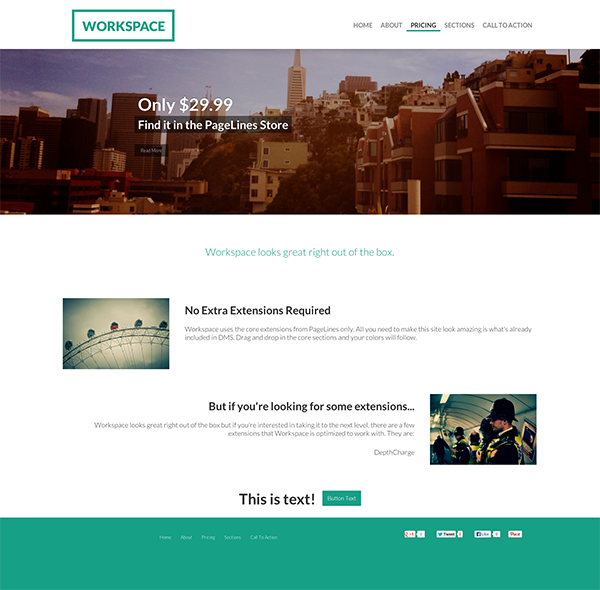 WORKSPACE
HOME ABOUT PRICING SECTIONS CALL TO ACTION
Only $29.99
Find it in the PageLines Store
Read More
Workspace looks great right out of the box.
No Extra Extensions Required
Workspace uses the core extensions from PageLines only. All you need to make this site look amazing is what's already
included in DMS. Drag and drop in the core sections and your colors will follow.
But if you're looking for some extensions...
Workspace looks great right out of the box but if you're interested in taking it to the next level, there are a few
extensions that Workspace is optimized to work with. They are:
DepthCharge
This is text! Button Text
Home About Pricing Sections Call To Action
Tweet Like Pin it